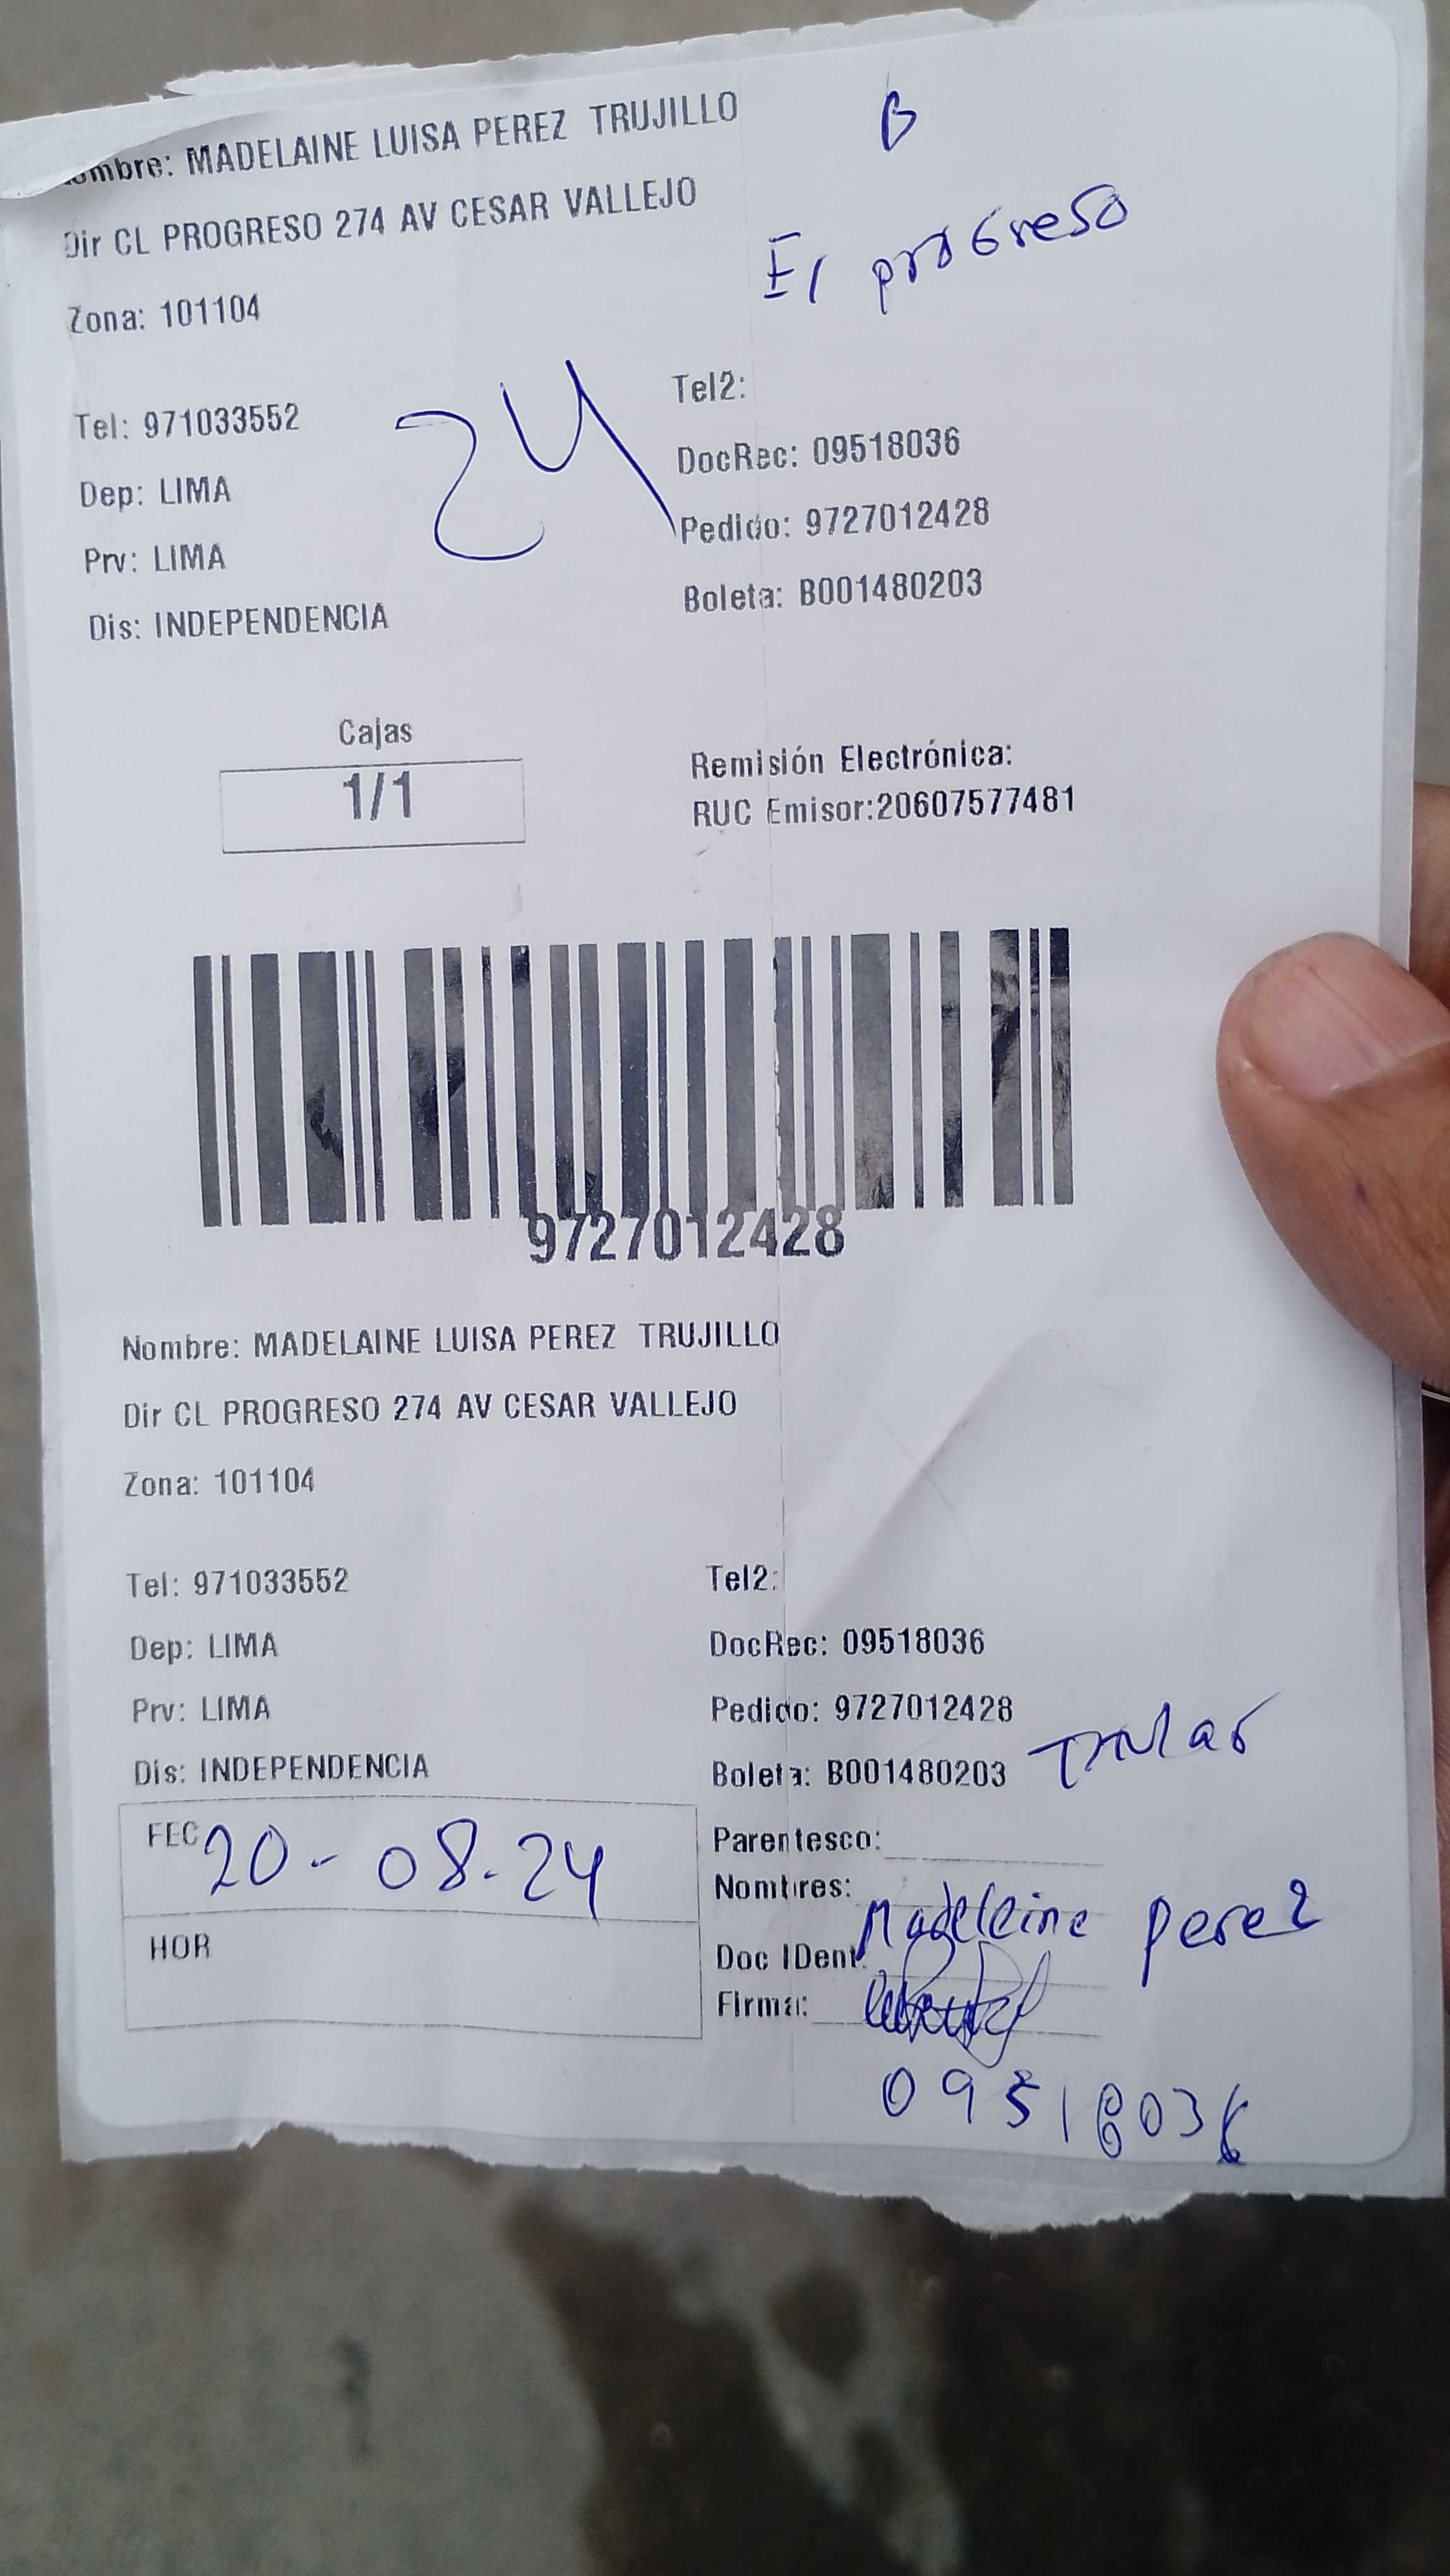 ombre: MADELAINE LUISA PEREZ TRUJILLO
B
Dir CL PROGRESO 274 AV CESAR VALLEJO
El progreso
Zona: 101104
24
Tel: 971033552
Tel2:
Dep: LIMA
DocRec: 09518036
Prv: LIMA
Pedido: 9727012428
Dis: INDEPENDENCIA
Boleta: B001480203
Cajas
1/1
Remisión Electrónica:
RUC Emisor:20607577481
9727012428
Nombre: MADELAINE LUISA PEREZ TRUJILLO
Dir CL PROGRESO 274 AV CESAR VALLEJO
Zona: 101104
Tel: 971033552
Tel2:
Dep: LIMA
DocRec: 09518036
Prv: LIMA
Pedido: 9727012428
Dis: INDEPENDENCIA
Boleta: B001480203
Titular
FEC 20-08-24
Parentesco:
Nombres: Madeleine perez
HOR
Doc IDent:
Firma:
09518036